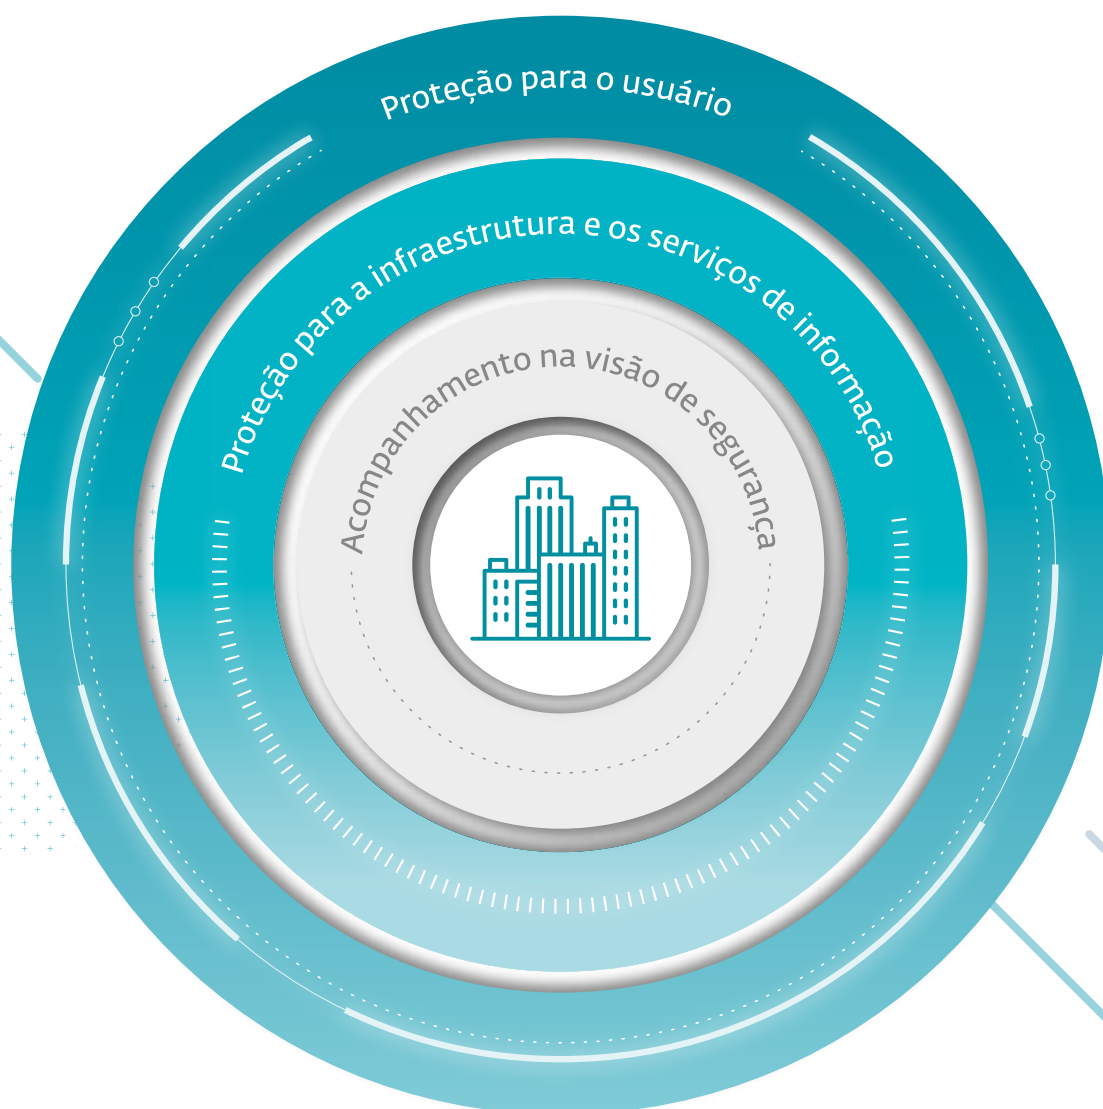 Proteção para o usuário
Proteção para a infraestrutura e os serviços de informação
Acompanhamento na visão de segurança